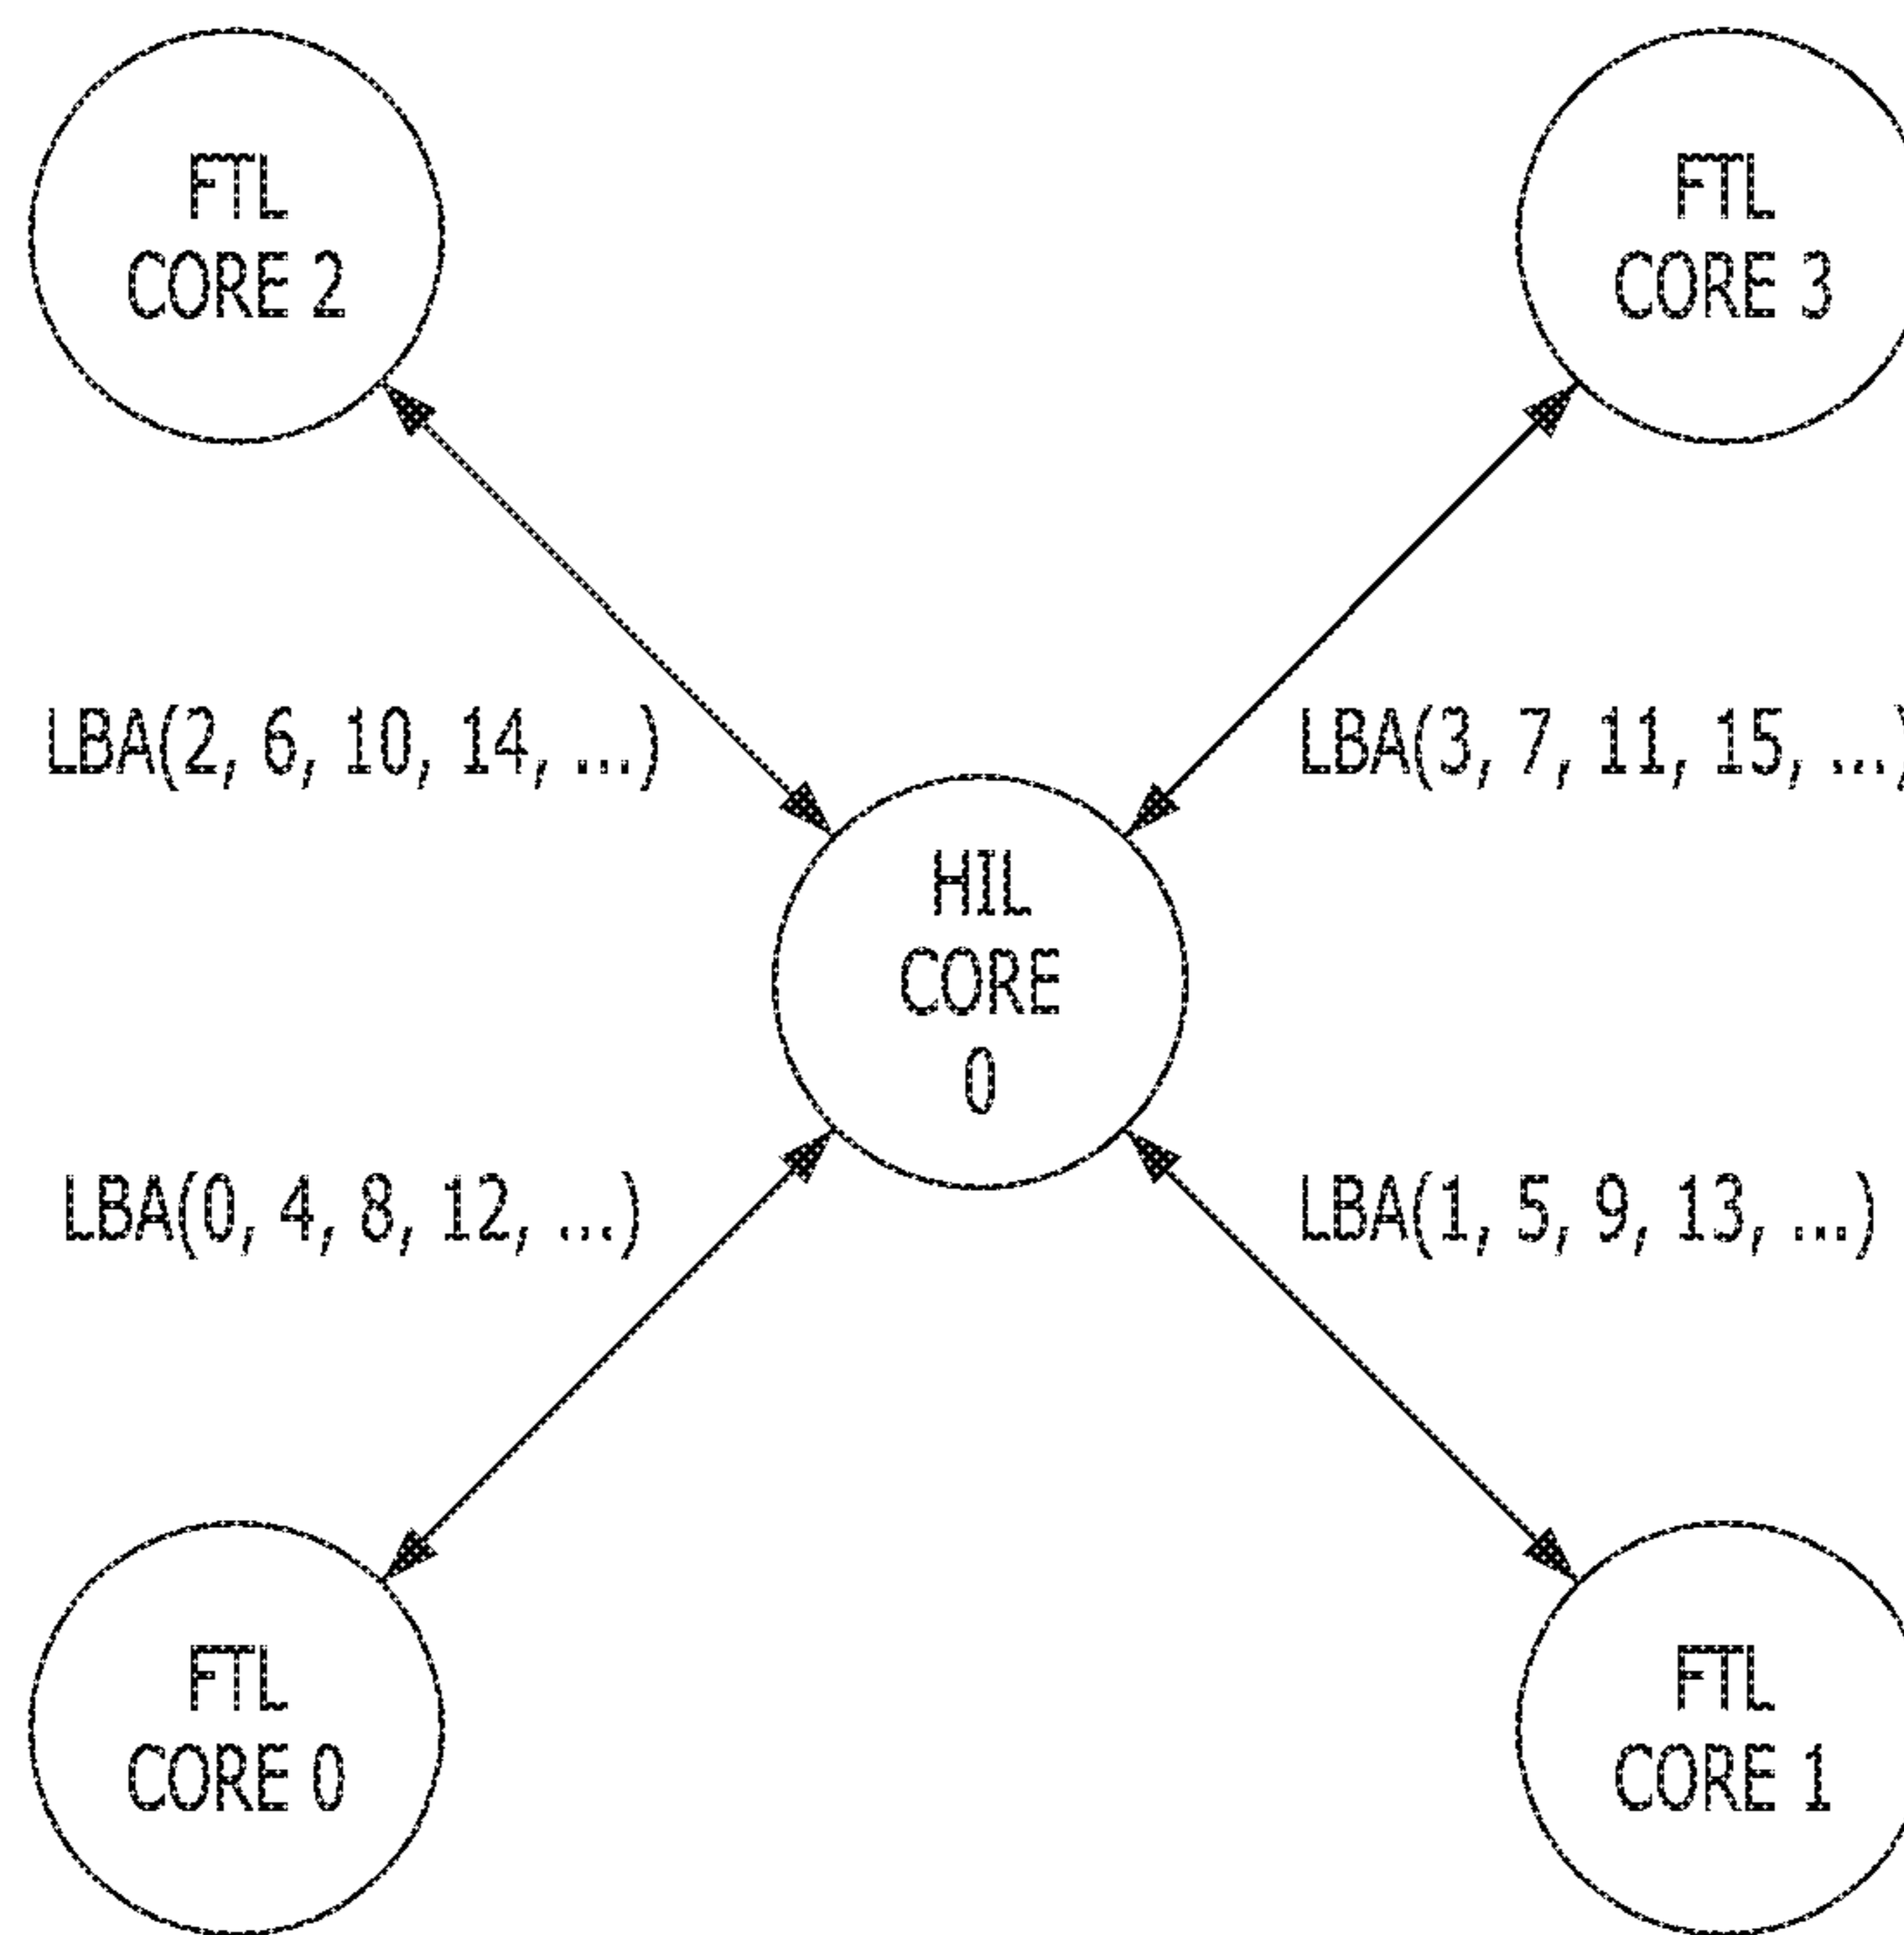 FTL
CORE 2
FTL
CORE 3
LBA(2, 6, 10, 14, ...)
LBA(3, 7, 11, 15, ...)
HIL
CORE
0
LBA(0, 4, 8, 12, ...)
LBA(1, 5, 9, 13, ...)
FTL
CORE 0
FTL
CORE 1